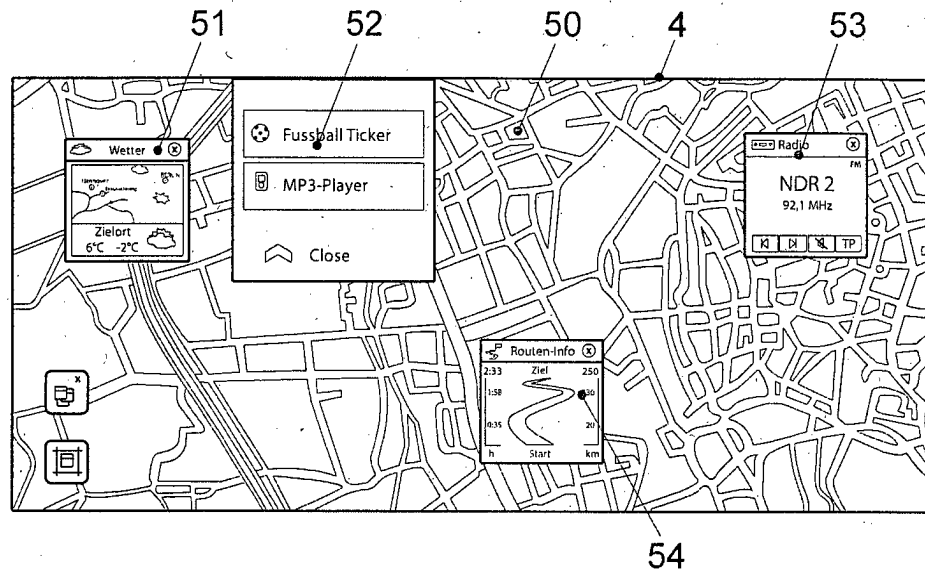 51
52
50
4
53
Wetter
Zielort
6°C -2°C
Fussball Ticker
MP3-Player
Close
Radio
FM
NDR 2
92,1 MHz
TP
Routen-Info
2:33 Ziel 250
1:58
0:35 20
h Start km
54